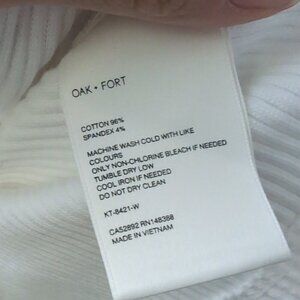 OAK + FORT
COTTON 96%
SPANDEX 4%
MACHINE WASH COLD WITH LIKE
COLOURS
ONLY NON-CHLORINE BLEACH IF NEEDED
TUMBLE DRY LOW
COOL IRON IF NEEDED
DO NOT DRY CLEAN
KT-8421-W
CA52892 RN148388
MADE IN VIETNAM